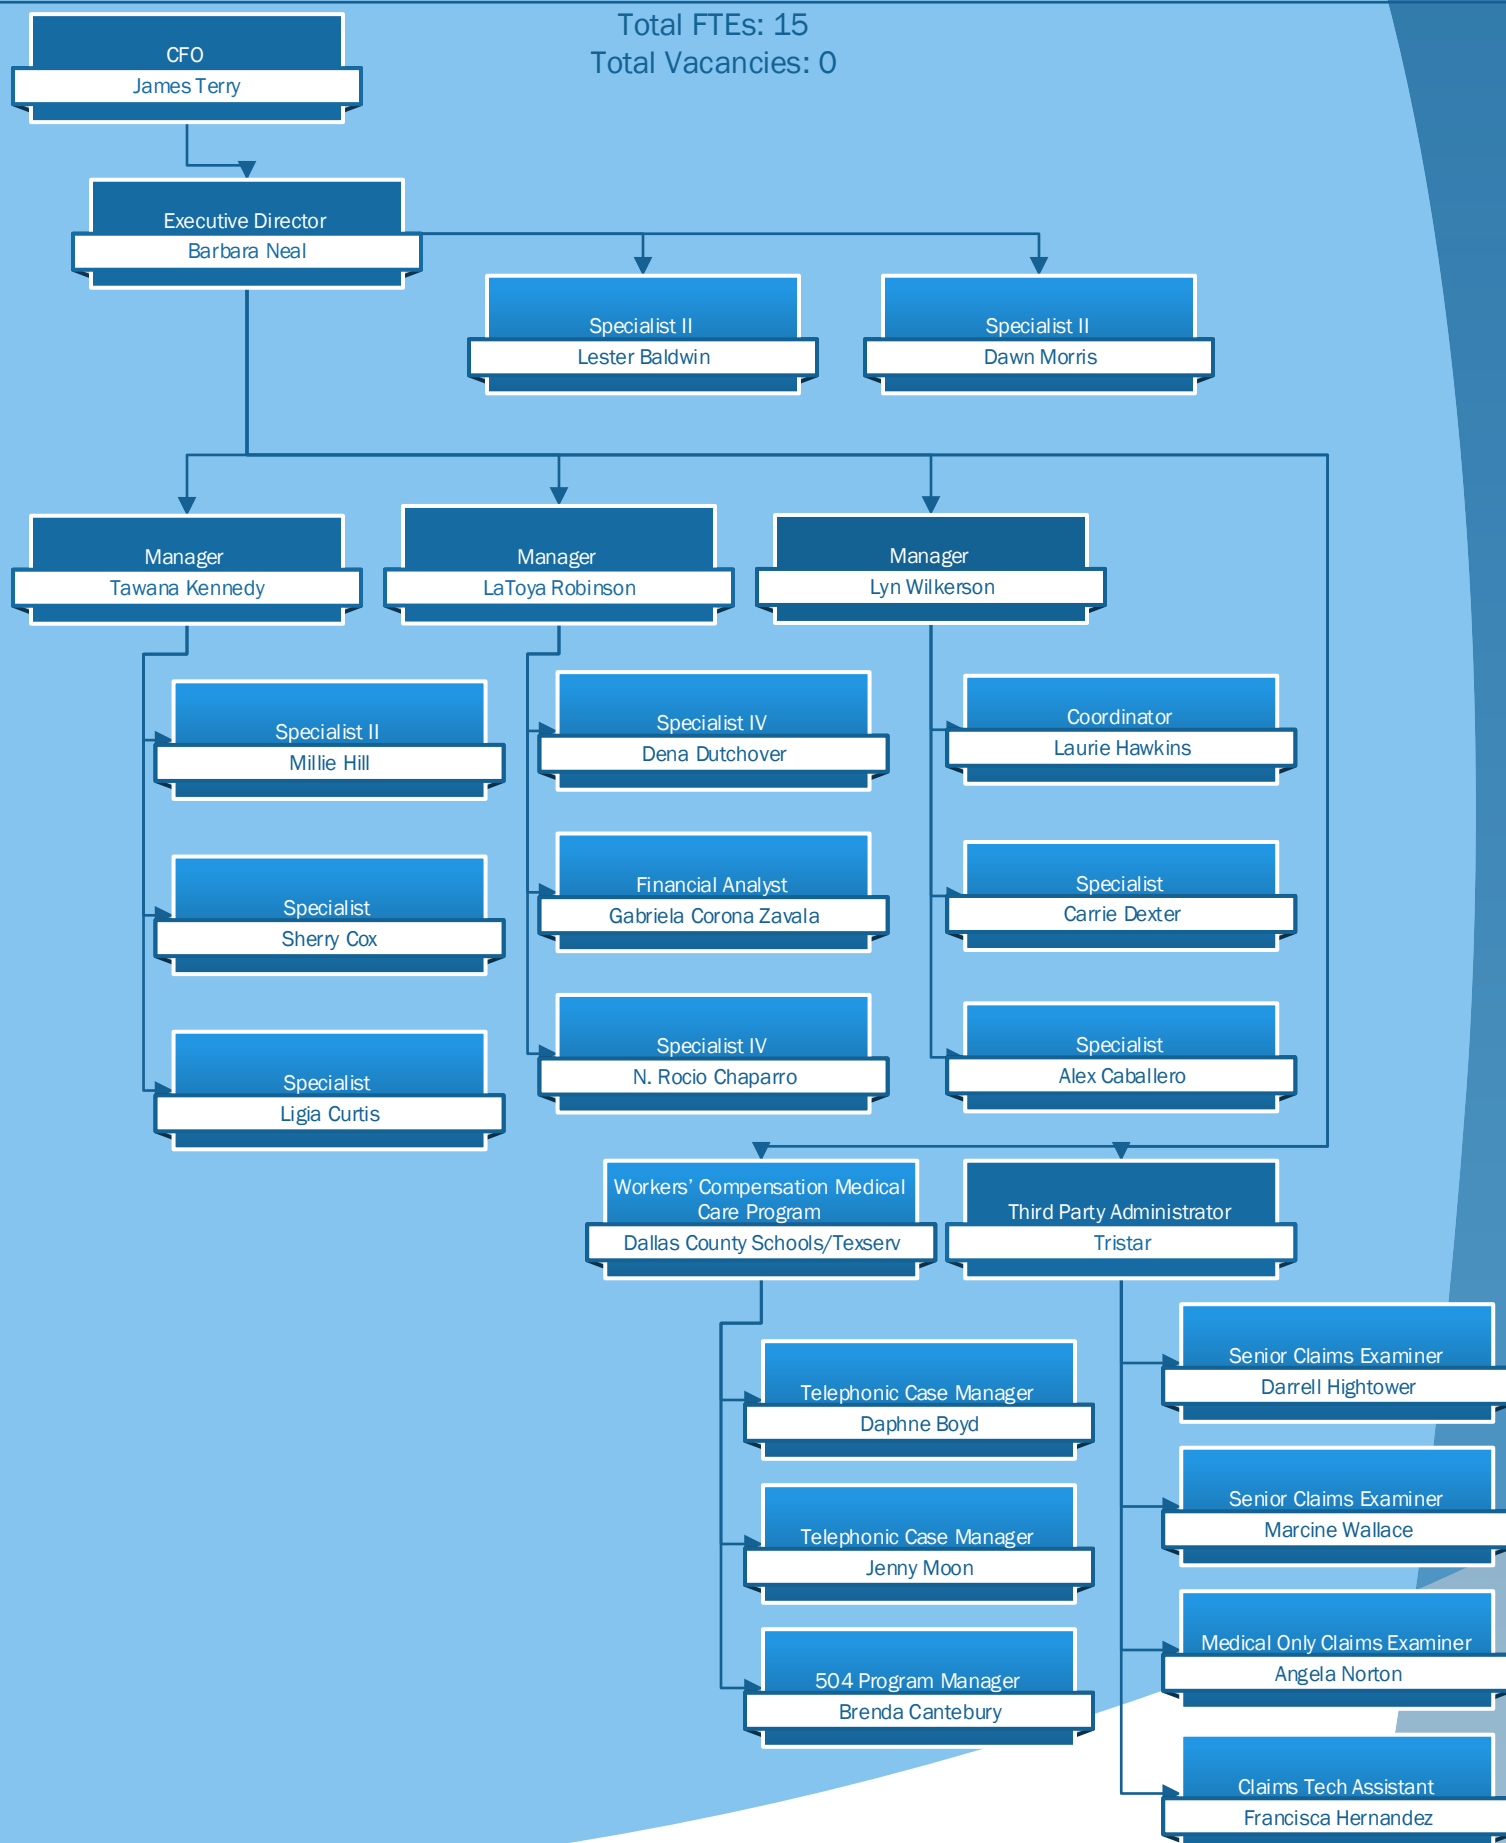 Total FTEs: 15
Total Vacancies: 0
CFO
James Terry
Executive Director
Barbara Neal
Specialist II
Lester Baldwin
Specialist II
Dawn Morris
Manager
Tawana Kennedy
Manager
LaToya Robinson
Manager
Lyn Wilkerson
Specialist II
Millie Hill
Specialist
Sherry Cox
Specialist
Ligia Curtis
Specialist IV
Dena Dutchover
Financial Analyst
Gabriela Corona Zavala
Specialist IV
N. Rocio Chaparro
Coordinator
Laurie Hawkins
Specialist
Carrie Dexter
Specialist
Alex Caballero
Workers’ Compensation Medical
Care Program
Dallas County Schools/Texserv
Third Party Administrator
Tristar
Telephonic Case Manager
Daphne Boyd
Telephonic Case Manager
Jenny Moon
504 Program Manager
Brenda Cantebury
Senior Claims Examiner
Darrell Hightower
Senior Claims Examiner
Marcine Wallace
Medical Only Claims Examiner
Angela Norton
Claims Tech Assistant
Francisca Hernandez